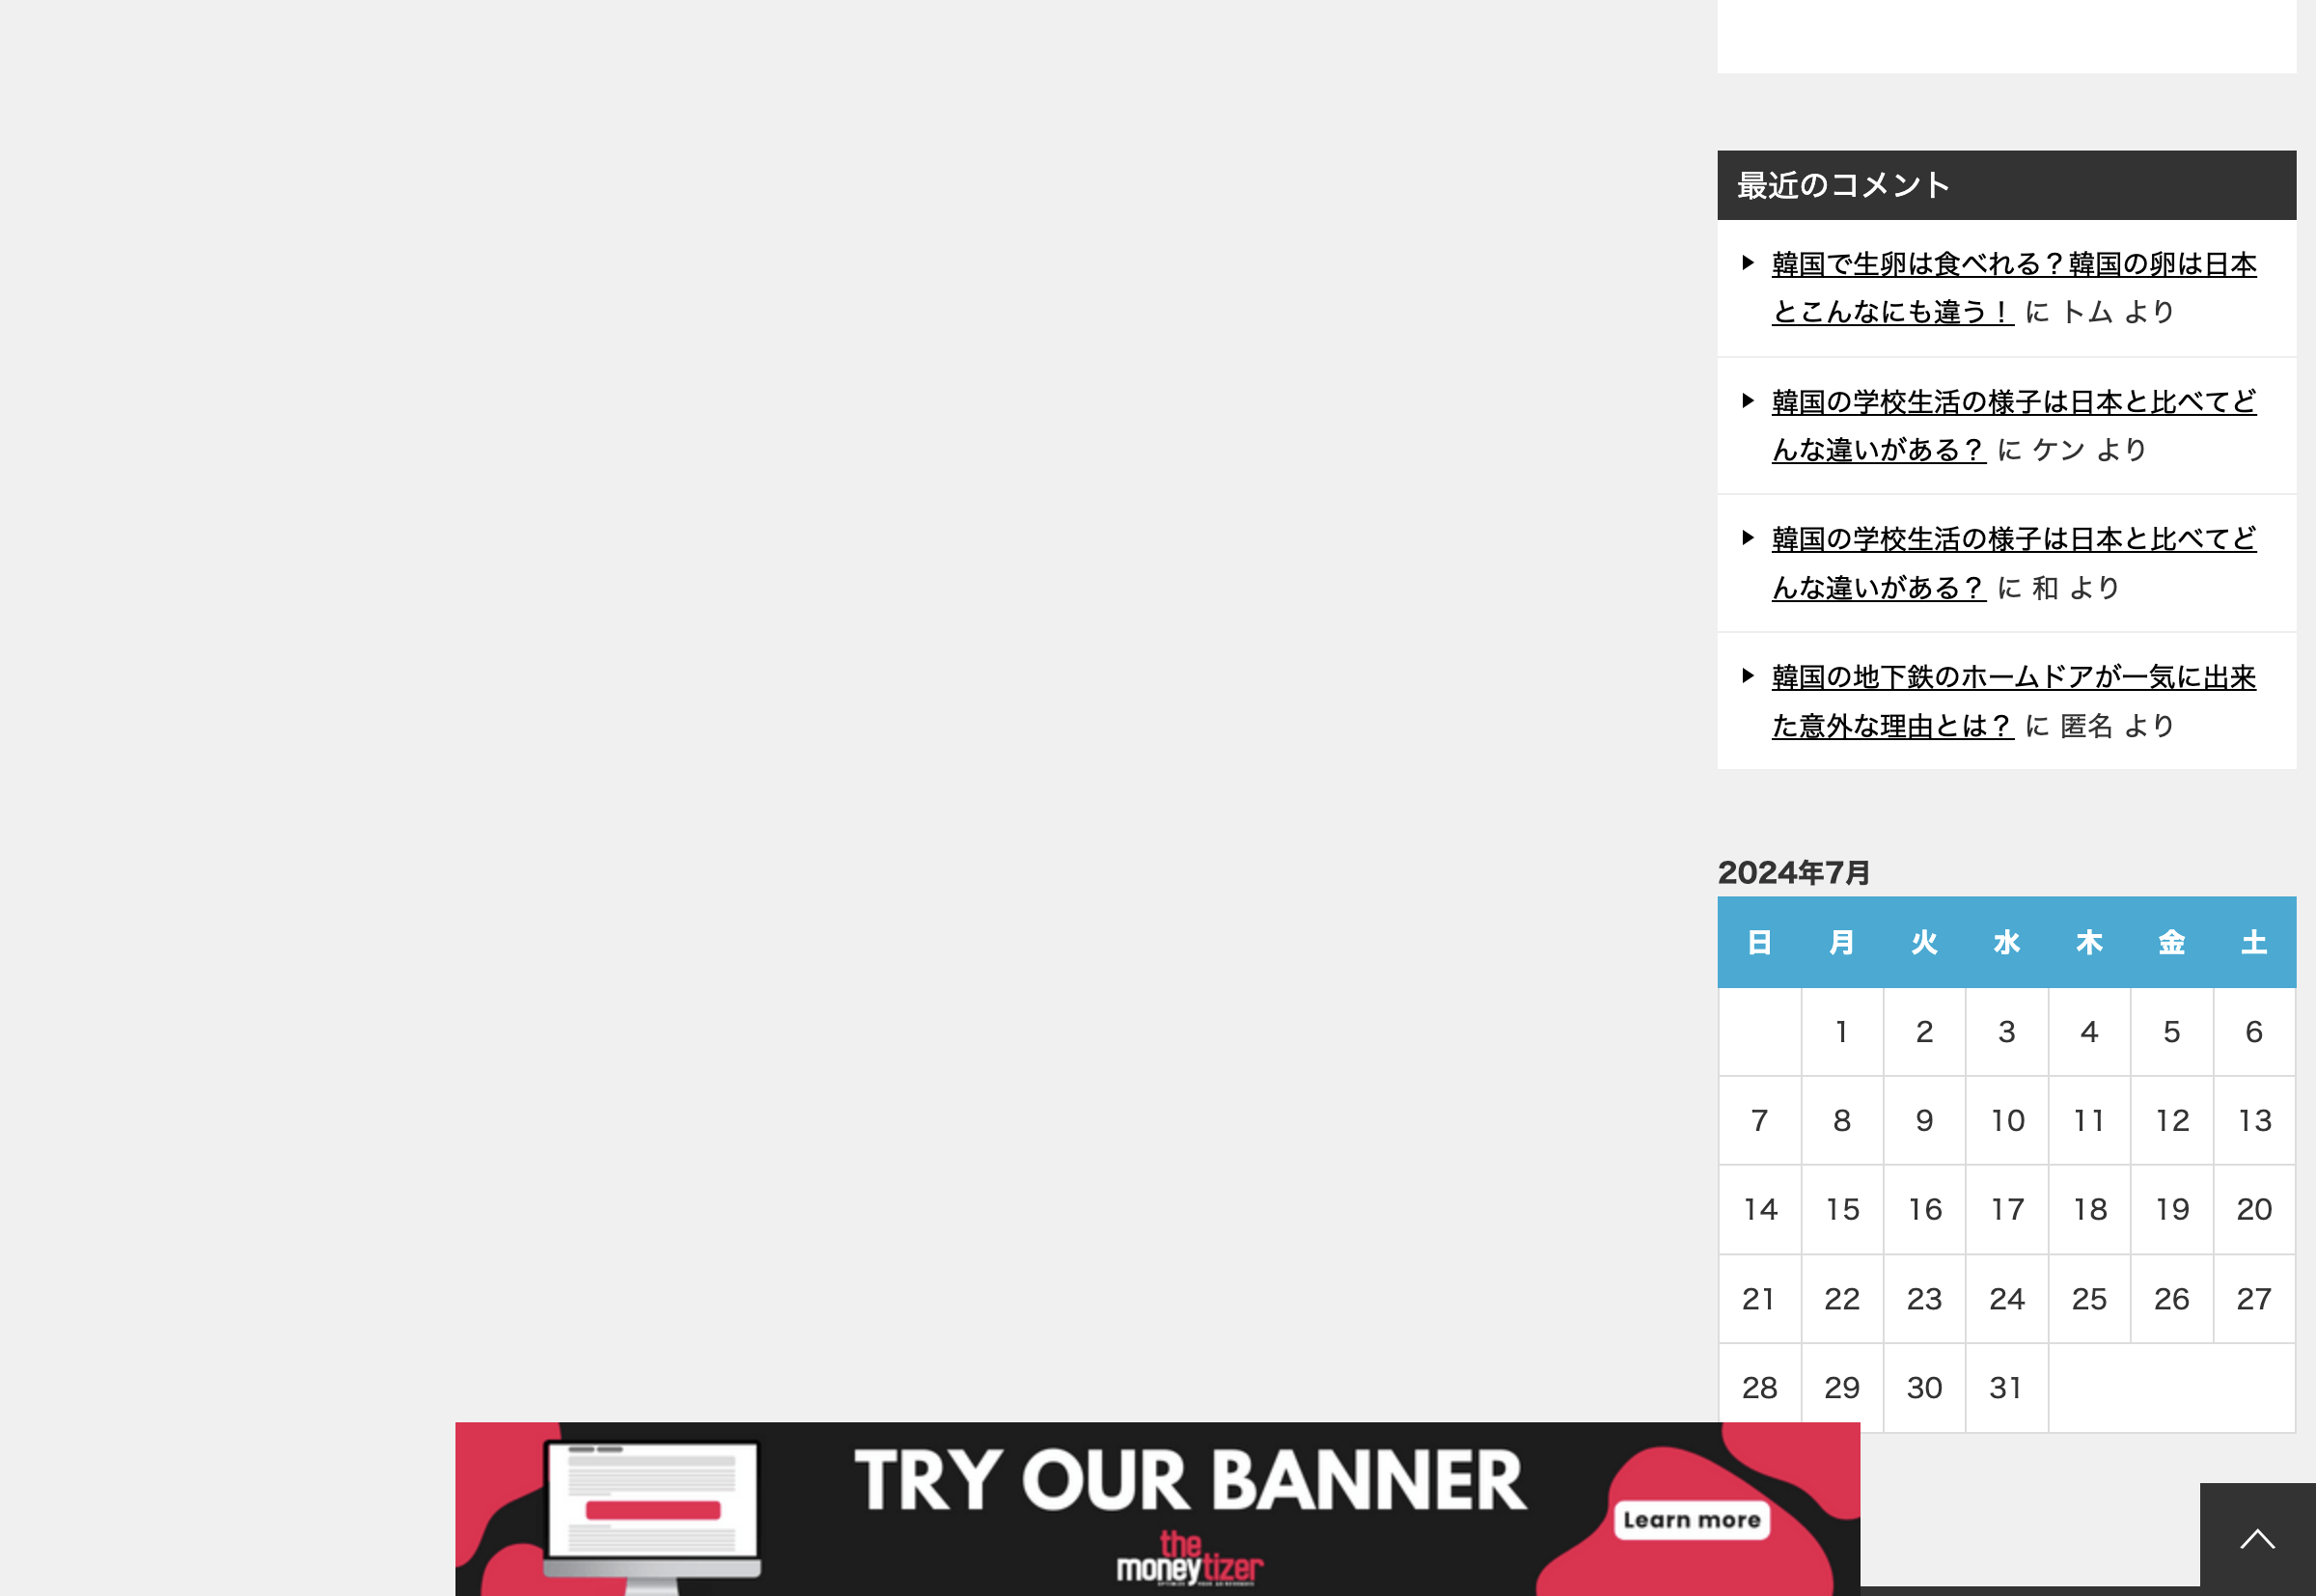 最近のコメント
韓国で生卵は食べれる？韓国の卵は日本
とこんなにも違う！ に トム より
韓国の学校生活の様子は日本と比べてど
んな違いがある？ に ケン より
韓国の学校生活の様子は日本と比べてど
んな違いがある？ に 和 より
韓国の地下鉄のホームドアが一気に出来
た意外な理由とは？ に 匿名 より
2024年7月
日 月 火 水 木 金 土
1 2 3 4 5 6
7 8 9 10 11 12 13
14 15 16 17 18 19 20
21 22 23 24 25 26 27
28 29 30 31
TRY OUR BANNER
Learn more
the
moneytizer